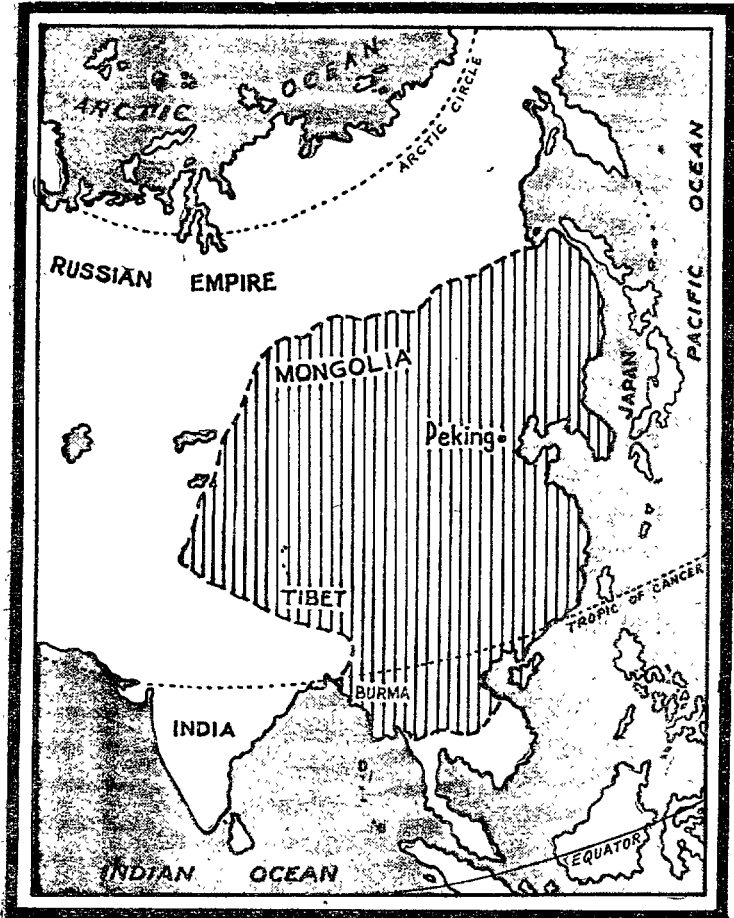 ARCTIC OCEAN
ARCTIC CIRCLE
PACIFIC OCEAN
RUSSIAN EMPIRE
MONGOLIA
JAPAN
Peking
TIBET
TROPIC OF CANCER
BURMA
INDIA
EQUATOR
INDIAN OCEAN